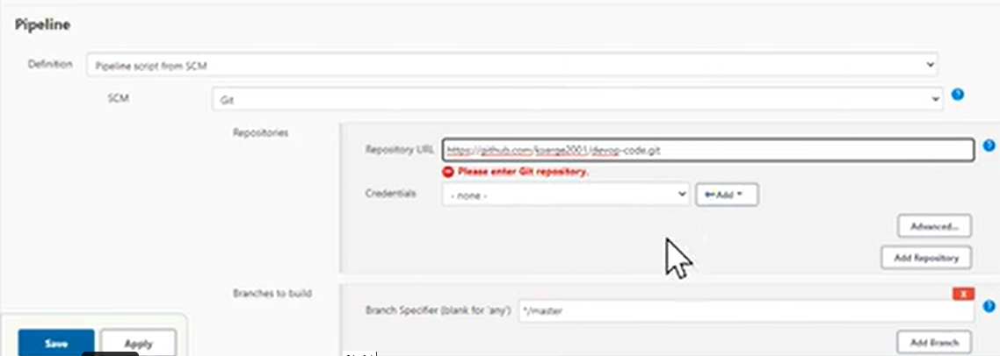 Pipeline
Definition
Pipeline script from SCM
SCM
Git
?
Repositories
Repository URL
https://github.com/kserge2001/devop-code.git
?
Please enter Git repository.
Credentials
- none -
Add
Advanced...
Add Repository
Branches to build
X
Branch Specifier (blank for 'any')
*/master
?
Save
Apply
Add Branch